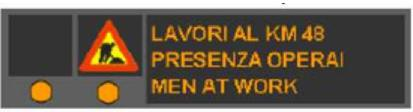 LAVORI AL KM 48
PRESENZA OPERAI
MEN AT WORK